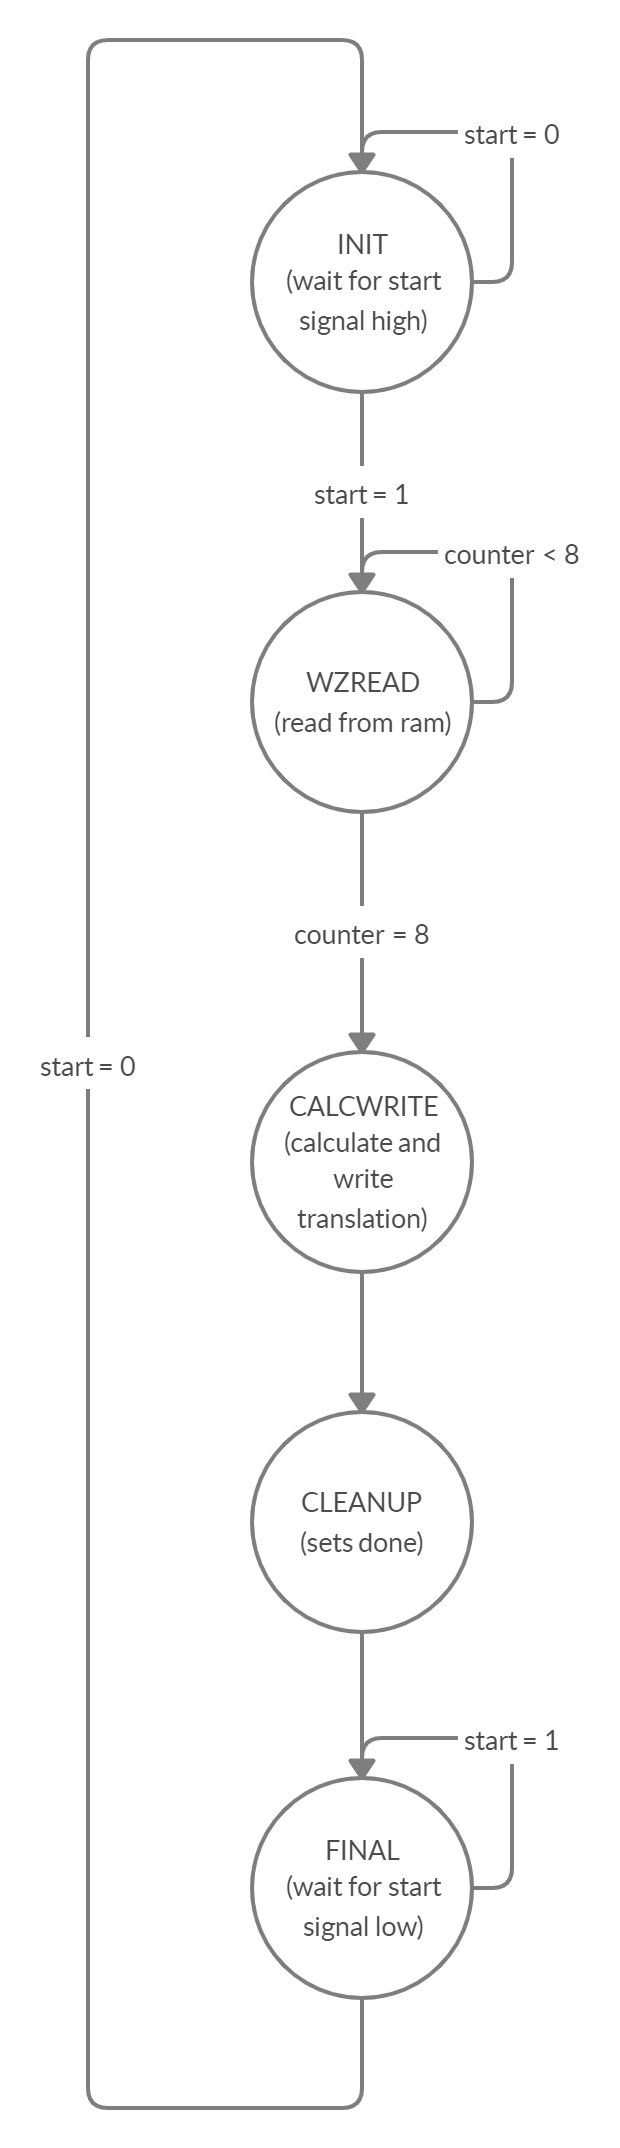 start = 0
INIT
(wait for start
signal high)
start = 1
counter < 8
WZREAD
(read from ram)
counter = 8
start = 0
CALCWRITE
(calculate and
write
translation)
CLEANUP
(sets done)
start = 1
FINAL
(wait for start
signal low)